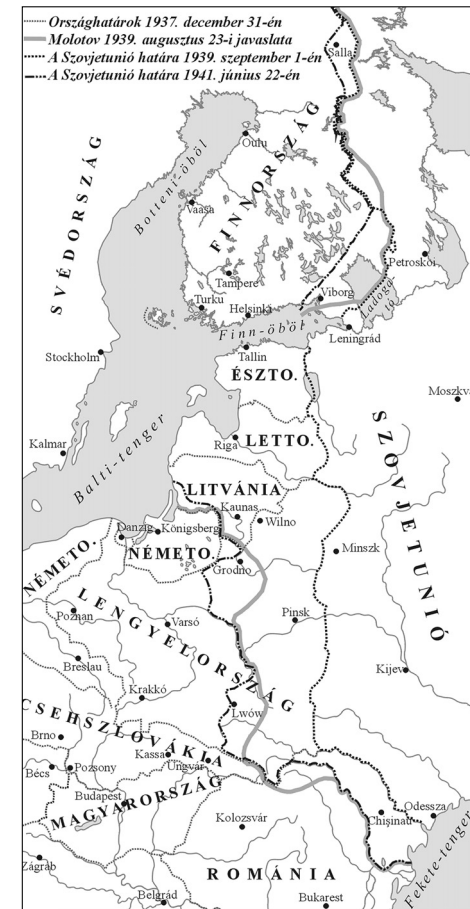 Országhatárok 1937. december 31-én
Molotov 1939. augusztus 23-i javaslata
A Szovjetunió határa 1939. szeptember 1-én
A Szovjetunió határa 1941. június 22-én
Salla
SVÉDORSZÁG
Botteni-öböl
Oulu
FINNORSZÁG
Vaasa
Petroskoi
Tampere
Viborg
Ladoga
tó
Turku
Helsinki
Finn-öböl
Leningrád
Stockholm
Tallin
ÉSZTO.
Moszkva
SZOVJETUNIÓ
Kalmar
Balti-tenger
Riga
LETTO.
LITVÁNIA
Kaunas
Wilno
Danzig
Königsberg
NÉMETO.
NÉMETO.
Grodno
Minszk
LENGYELORSZÁG
Poznan
Varsó
Pinsk
Breslau
Kijev
Krakkó
Lwów
CSEHSZLOVÁKIA
Brno
Kassa
Ungvár
Bécs
Pozsony
Budapest
MAGYARORSZÁG
Kolozsvár
Chişinau
Odessza
Fekete-tenger
Zágráb
ROMÁNIA
Belgrád
Bukarest